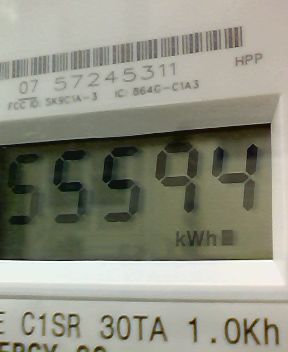 07 57245311
HPP
FCC ID: SK9C1A-3 IC: 864G-C1A3
55594
kWh
E C1SR 30TA 1.0Kh